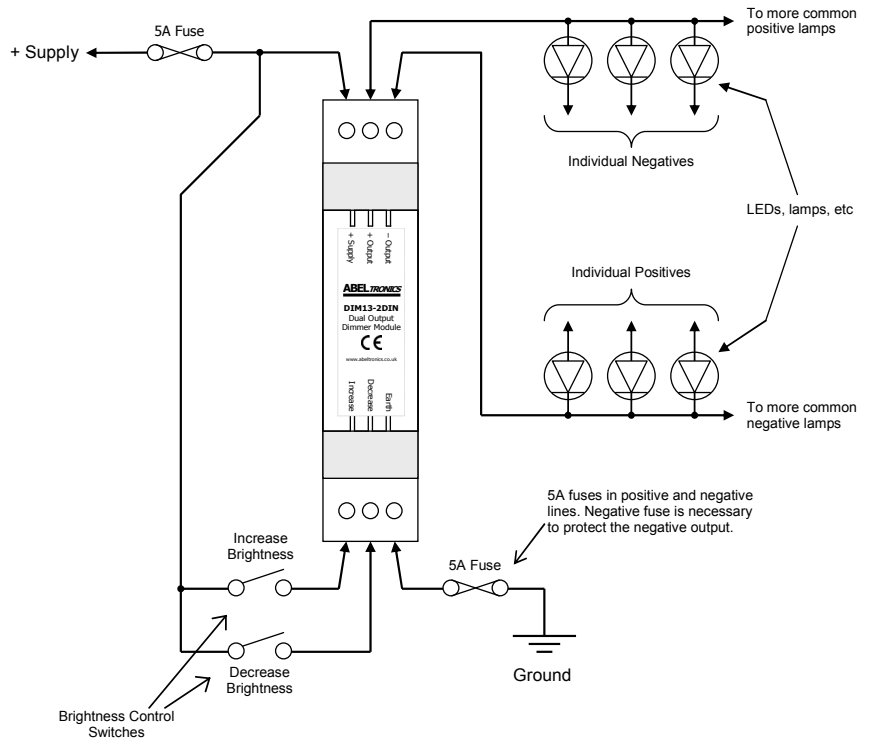 5A Fuse
+ Supply
To more common
positive lamps
Individual Negatives
LEDs, lamps, etc
+ Supply
+ Output
– Output
ABELTRONICS
DIM13-2DIN
Dual Output
Dimmer Module
CE
www.abeltronics.co.uk
Increase
Decrease
Earth
Individual Positives
To more common
negative lamps
5A fuses in positive and negative
lines. Negative fuse is necessary
to protect the negative output.
Increase
Brightness
5A Fuse
Decrease
Brightness
Ground
Brightness Control
Switches